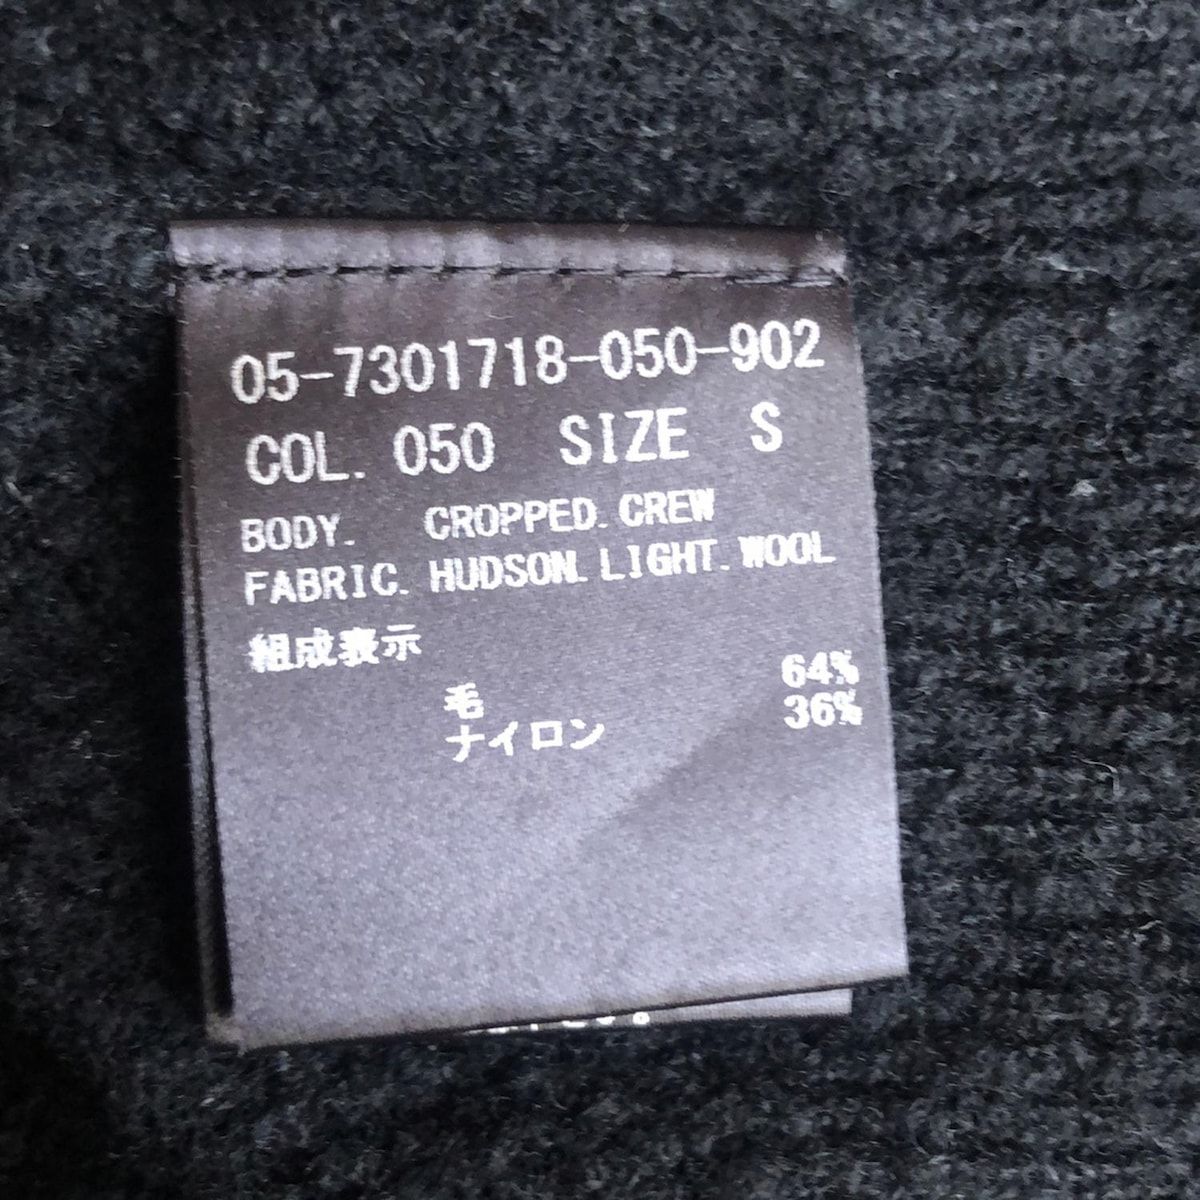 05-7301718-050-902
COL. 050 SIZE S
BODY. CROPPED.CREW
FABRIC. HUDSON.LIGHT.WOOL
組成表示
毛 64%
ナイロン 36%